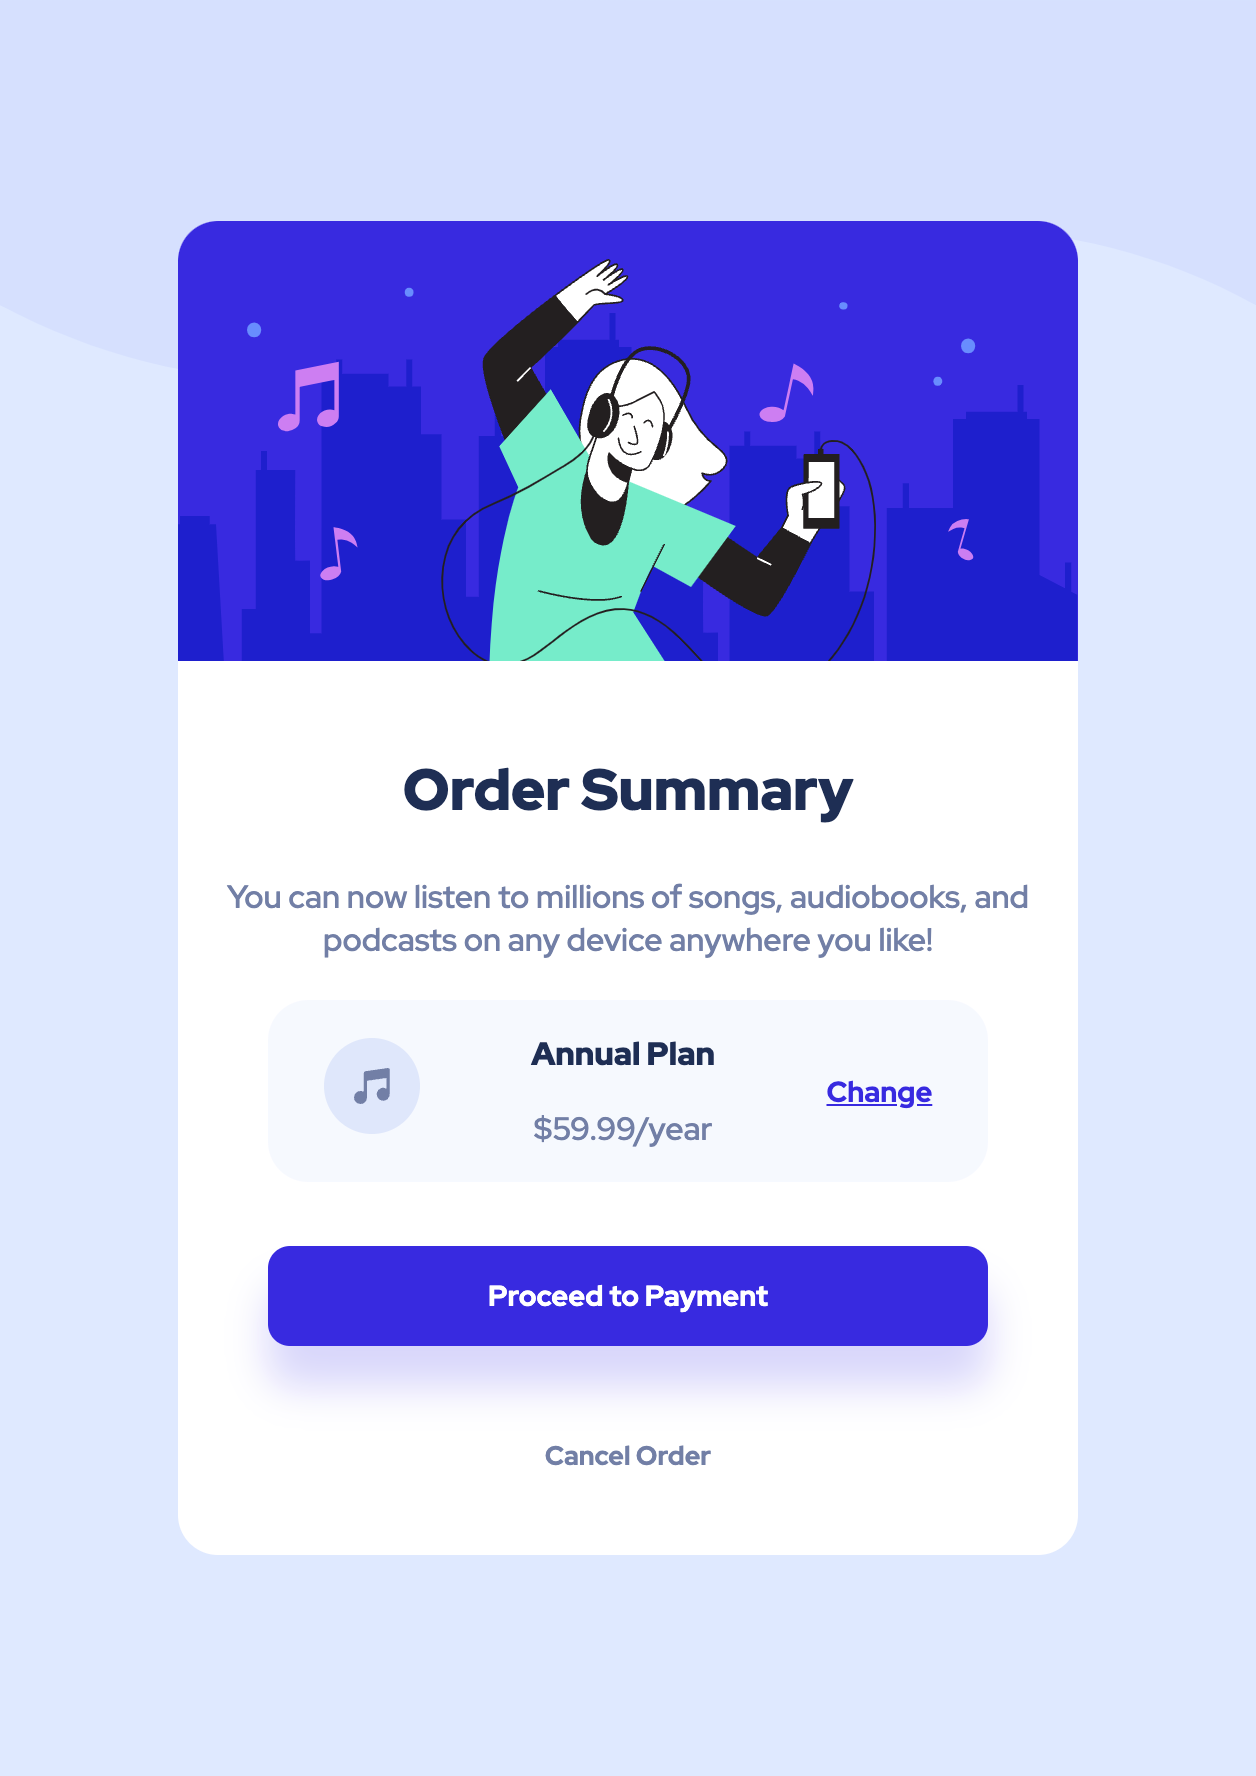 Order Summary
You can now listen to millions of songs, audiobooks, and
podcasts on any device anywhere you like!
Annual Plan
$59.99/year
Change
Proceed to Payment
Cancel Order